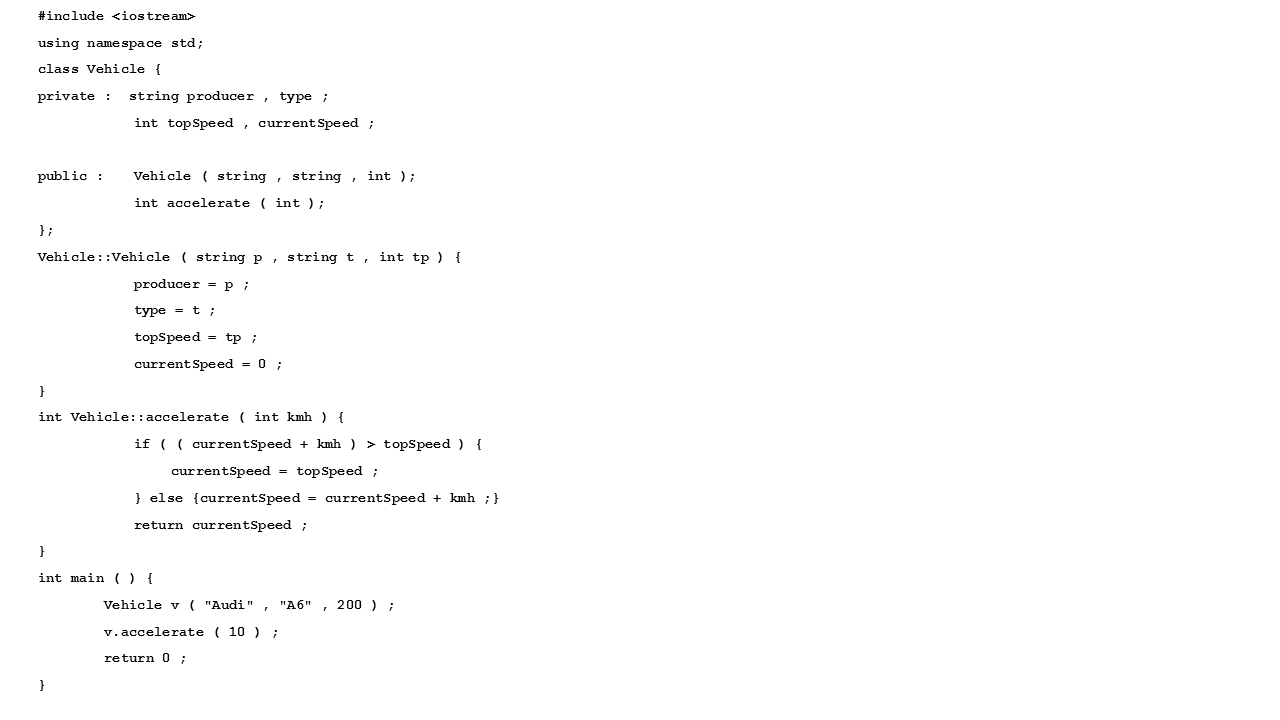 #include <iostream>
using namespace std;
class Vehicle {
private :  string producer , type ;
int topSpeed , currentSpeed ;
public :   Vehicle ( string , string , int );
int accelerate ( int );
};
Vehicle::Vehicle ( string p , string t , int tp ) {
producer = p ;
type = t ;
topSpeed = tp ;
currentSpeed = 0 ;
}
int Vehicle::accelerate ( int kmh ) {
if ( ( currentSpeed + kmh ) > topSpeed ) {
currentSpeed = topSpeed ;
} else {currentSpeed = currentSpeed + kmh ;}
return currentSpeed ;
}
int main ( ) {
Vehicle v ( "Audi" , "A6" , 200 ) ;
v.accelerate ( 10 ) ;
return 0 ;
}